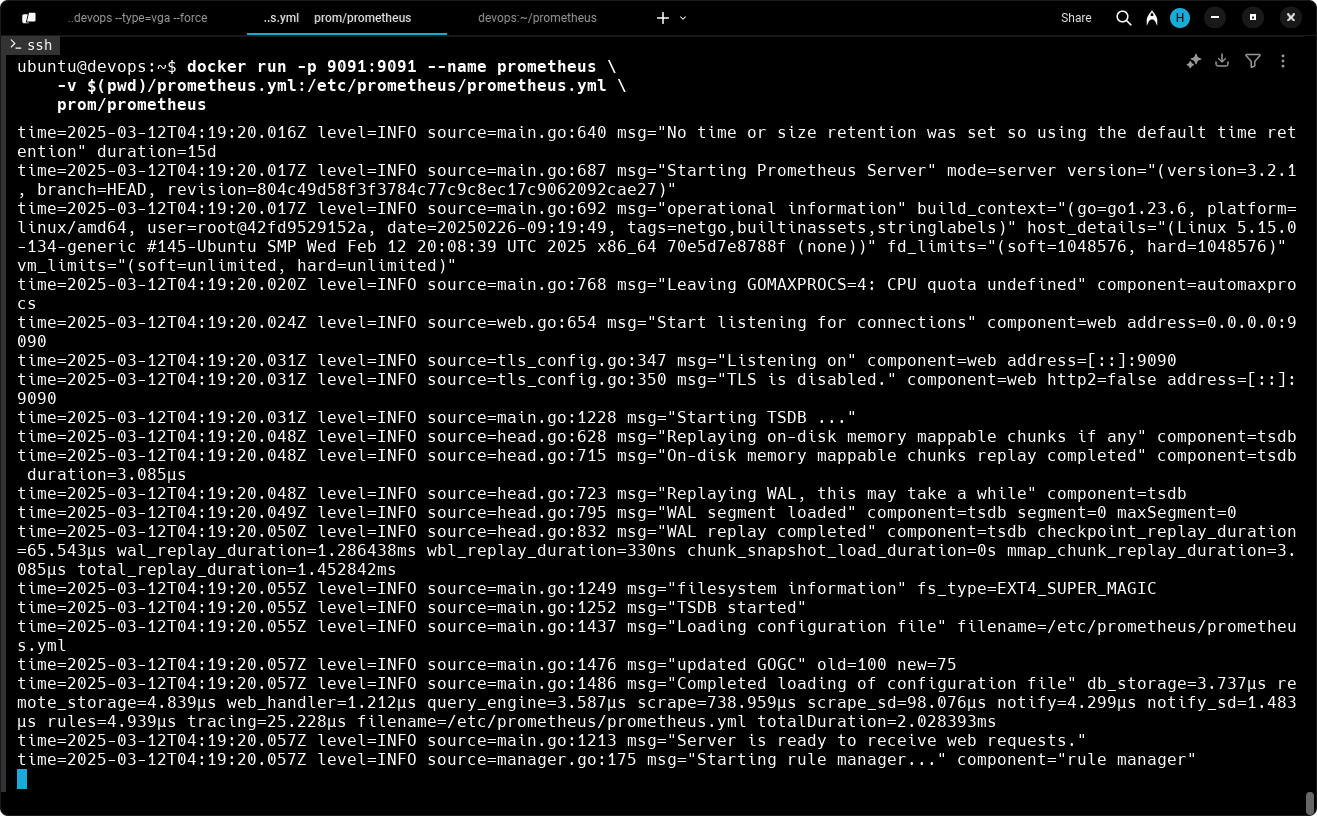 ..devops --type=vga --force
..s.yml prom/prometheus
devops:~/prometheus
Share
H
ssh
ubuntu@devops:~$ docker run -p 9091:9091 --name prometheus \
    -v $(pwd)/prometheus.yml:/etc/prometheus/prometheus.yml \
    prom/prometheus
time=2025-03-12T04:19:20.016Z level=INFO source=main.go:640 msg="No time or size retention was set so using the default time ret
ention" duration=15d
time=2025-03-12T04:19:20.017Z level=INFO source=main.go:687 msg="Starting Prometheus Server" mode=server version="(version=3.2.1
, branch=HEAD, revision=804c49d58f3f3784c77c9c8ec17c9062092cae27)"
time=2025-03-12T04:19:20.017Z level=INFO source=main.go:692 msg="operational information" build_context="(go=go1.23.6, platform=
linux/amd64, user=root@42fd9529152a, date=20250226-09:19:49, tags=netgo,builtinassets,stringlabels)" host_details="(Linux 5.15.0
-134-generic #145-Ubuntu SMP Wed Feb 12 20:08:39 UTC 2025 x86_64 70e5d7e8788f (none))" fd_limits="(soft=1048576, hard=1048576)"
vm_limits="(soft=unlimited, hard=unlimited)"
time=2025-03-12T04:19:20.020Z level=INFO source=main.go:768 msg="Leaving GOMAXPROCS=4: CPU quota undefined" component=automaxpro
cs
time=2025-03-12T04:19:20.024Z level=INFO source=web.go:654 msg="Start listening for connections" component=web address=0.0.0.0:9
090
time=2025-03-12T04:19:20.031Z level=INFO source=tls_config.go:347 msg="Listening on" component=web address=[::]:9090
time=2025-03-12T04:19:20.031Z level=INFO source=tls_config.go:350 msg="TLS is disabled." component=web http2=false address=[::]:
9090
time=2025-03-12T04:19:20.031Z level=INFO source=main.go:1228 msg="Starting TSDB ..."
time=2025-03-12T04:19:20.048Z level=INFO source=head.go:628 msg="Replaying on-disk memory mappable chunks if any" component=tsdb
time=2025-03-12T04:19:20.048Z level=INFO source=head.go:715 msg="On-disk memory mappable chunks replay completed" component=tsdb
 duration=3.085µs
time=2025-03-12T04:19:20.048Z level=INFO source=head.go:723 msg="Replaying WAL, this may take a while" component=tsdb
time=2025-03-12T04:19:20.049Z level=INFO source=head.go:795 msg="WAL segment loaded" component=tsdb segment=0 maxSegment=0
time=2025-03-12T04:19:20.050Z level=INFO source=head.go:832 msg="WAL replay completed" component=tsdb checkpoint_replay_duration
=65.543µs wal_replay_duration=1.286438ms wbl_replay_duration=330ns chunk_snapshot_load_duration=0s mmap_chunk_replay_duration=3.
085µs total_replay_duration=1.452842ms
time=2025-03-12T04:19:20.055Z level=INFO source=main.go:1249 msg="filesystem information" fs_type=EXT4_SUPER_MAGIC
time=2025-03-12T04:19:20.055Z level=INFO source=main.go:1252 msg="TSDB started"
time=2025-03-12T04:19:20.055Z level=INFO source=main.go:1437 msg="Loading configuration file" filename=/etc/prometheus/prometheu
s.yml
time=2025-03-12T04:19:20.057Z level=INFO source=main.go:1476 msg="updated GOGC" old=100 new=75
time=2025-03-12T04:19:20.057Z level=INFO source=main.go:1486 msg="Completed loading of configuration file" db_storage=3.737µs re
mote_storage=4.839µs web_handler=1.212µs query_engine=3.587µs scrape=738.959µs scrape_sd=98.076µs notify=4.299µs notify_sd=1.483
µs rules=4.939µs tracing=25.228µs filename=/etc/prometheus/prometheus.yml totalDuration=2.028393ms
time=2025-03-12T04:19:20.057Z level=INFO source=main.go:1213 msg="Server is ready to receive web requests."
time=2025-03-12T04:19:20.057Z level=INFO source=manager.go:175 msg="Starting rule manager..." component="rule manager"